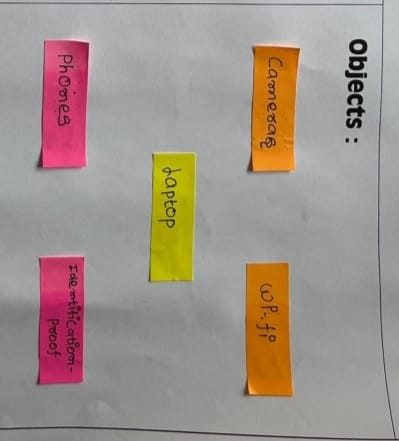 Objects :
Cameras
Wi-fi
Laptop
Phones
Identification-
proof